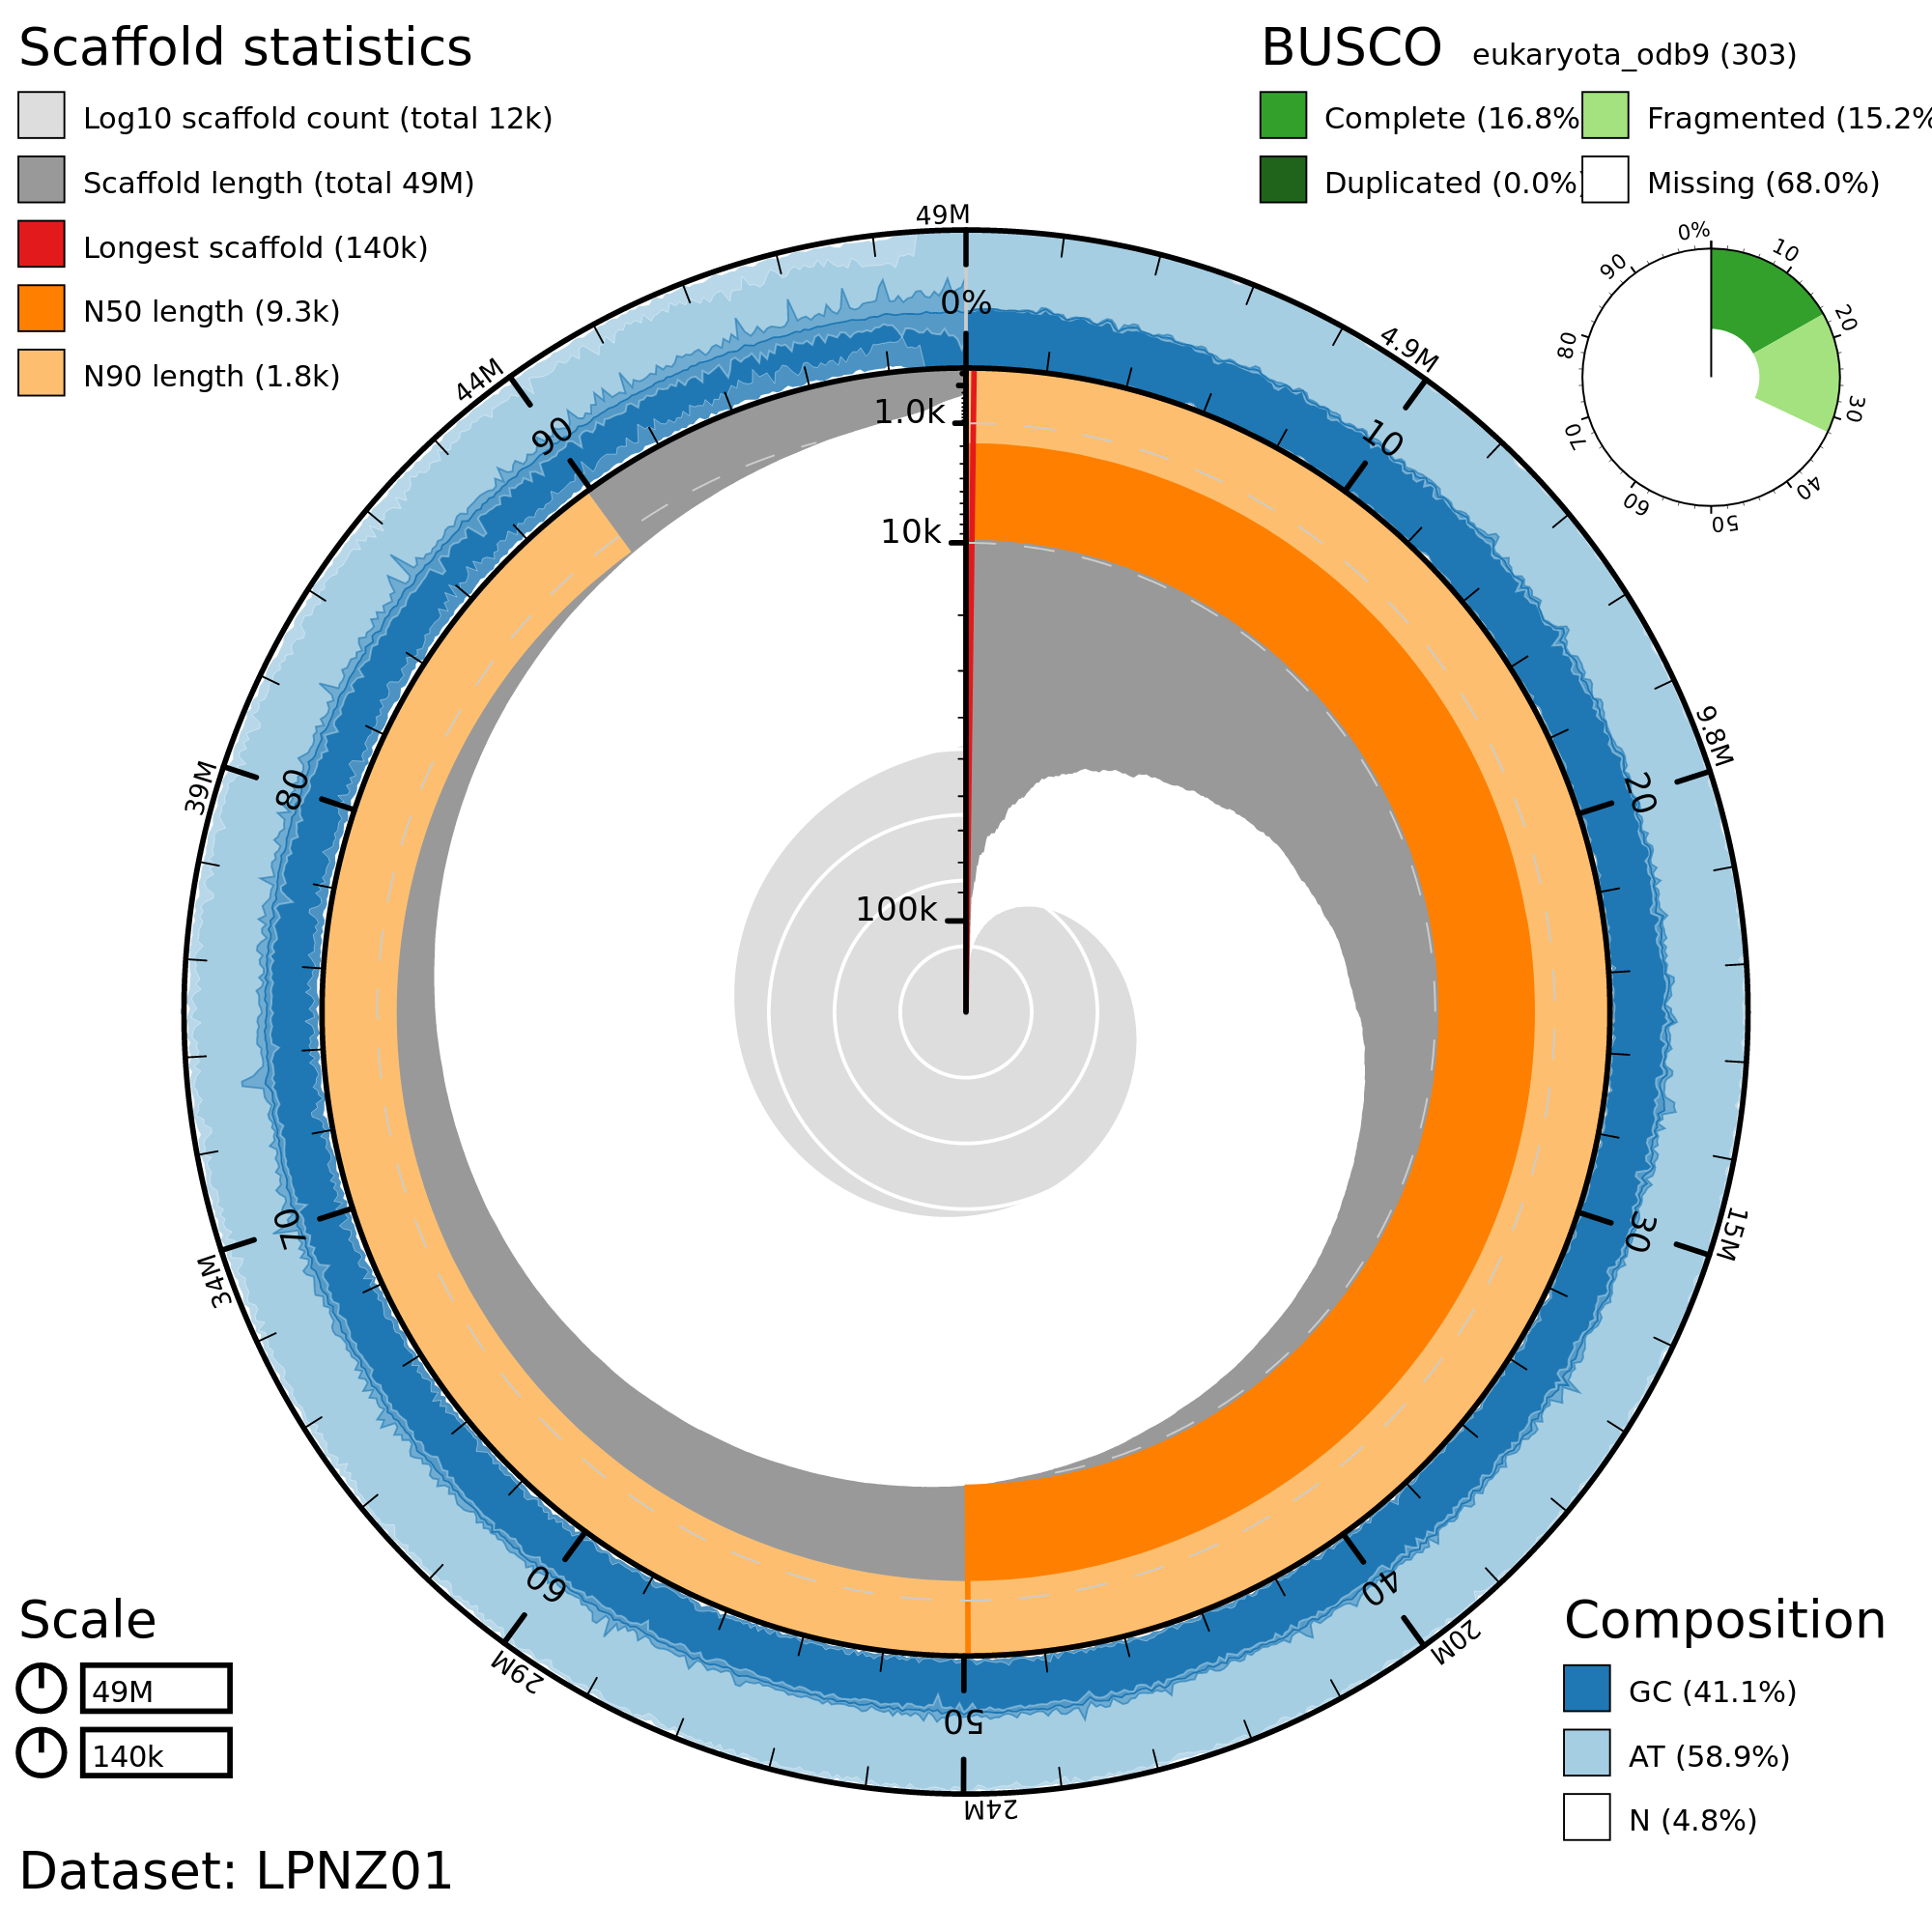 Scaffold statistics
Log10 scaffold count (total 12k)
Scaffold length (total 49M)
Longest scaffold (140k)
N50 length (9.3k)
N90 length (1.8k)
BUSCO eukaryota_odb9 (303)
Complete (16.8% Fragmented (15.2%
Duplicated (0.0%) Missing (68.0%)
0%
10
20
30
40
50
60
70
80
90
49M
4.9M
9.8M
15M
20M
24M
29M
34M
39M
44M
0%
10
20
30
40
50
60
70
80
90
1.0k
10k
100k
Scale
49M
140k
Composition
GC (41.1%)
AT (58.9%)
N (4.8%)
Dataset: LPNZ01